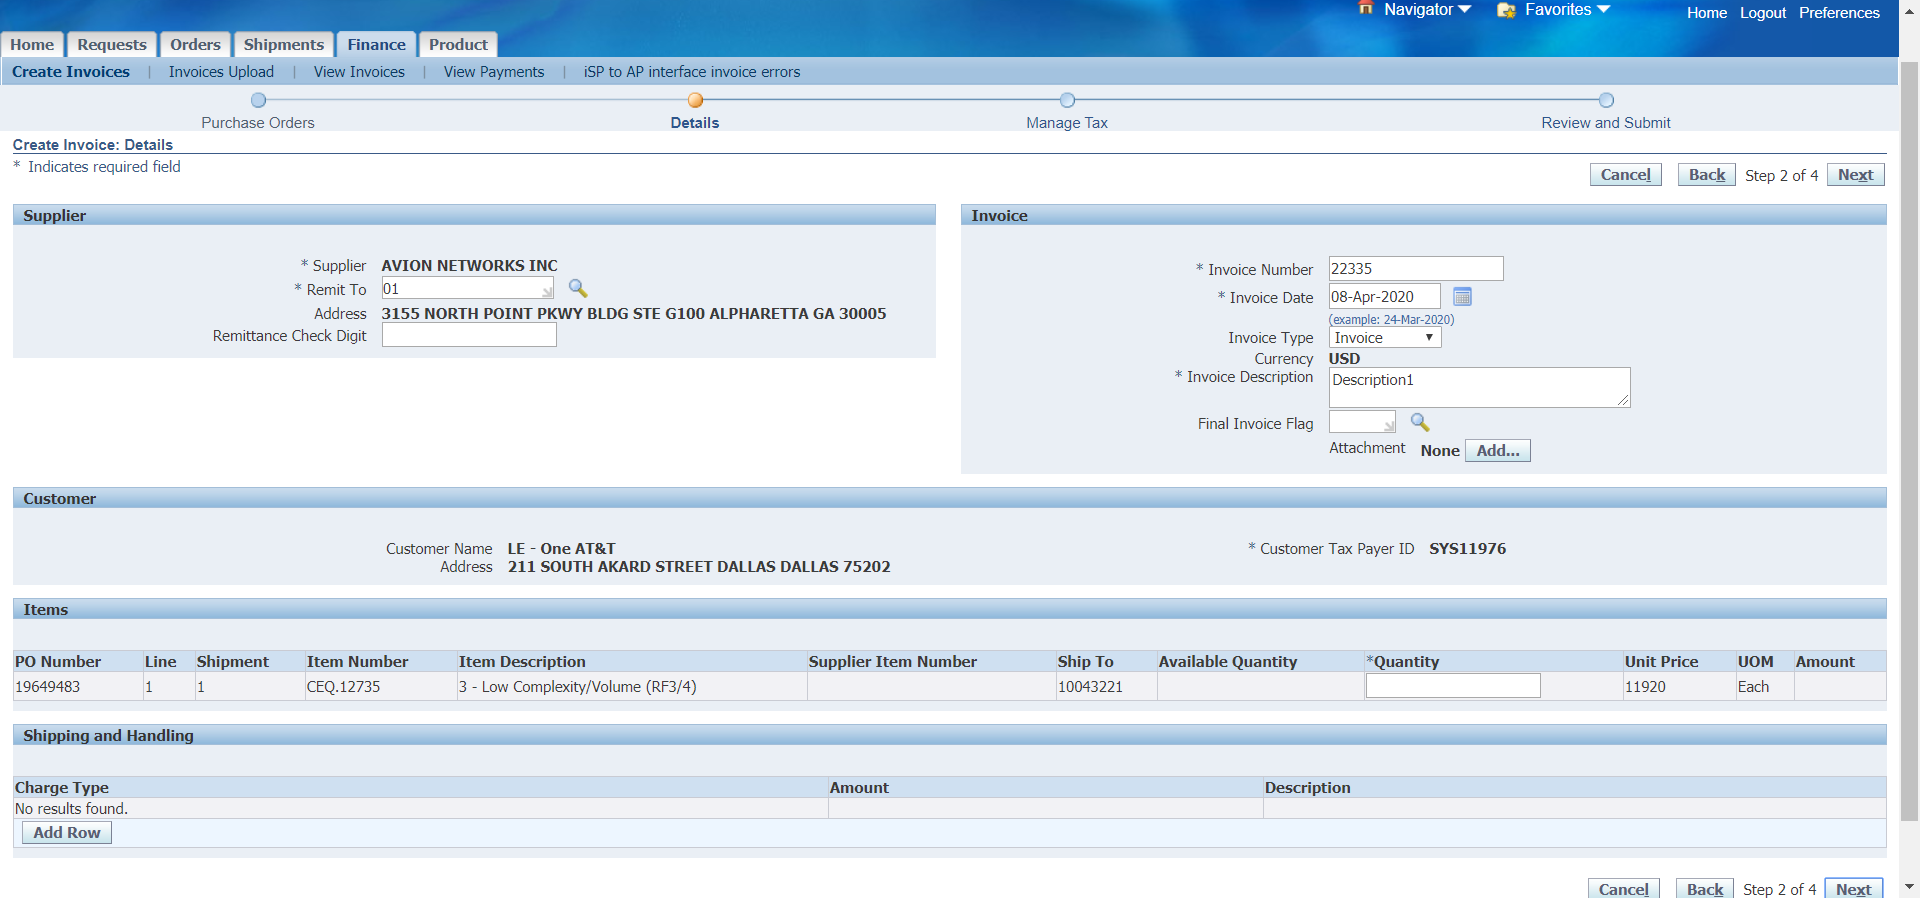 Navigator Favorites Home Logout Preferences
Home Requests Orders Shipments Finance Product
Create Invoices | Invoices Upload | View Invoices | View Payments | iSP to AP interface invoice errors
Purchase Orders Details Manage Tax Review and Submit
Create Invoice: Details
* Indicates required field
Cancel Back Step 2 of 4 Next
Supplier
* Supplier AVION NETWORKS INC
* Remit To 01
Address 3155 NORTH POINT PKWY BLDG STE G100 ALPHARETTA GA 30005
Remittance Check Digit
Invoice
* Invoice Number 22335
* Invoice Date 08-Apr-2020
(example: 24-Mar-2020)
Invoice Type Invoice
Currency USD
* Invoice Description Description1
Final Invoice Flag
Attachment None Add...
Customer
Customer Name LE - One AT&T
Address 211 SOUTH AKARD STREET DALLAS DALLAS 75202
* Customer Tax Payer ID SYS11976
Items
PO Number Line Shipment Item Number Item Description Supplier Item Number Ship To Available Quantity *Quantity Unit Price UOM Amount
19649483 1 1 CEQ.12735 3 - Low Complexity/Volume (RF3/4) 10043221 11920 Each
Shipping and Handling
Charge Type Amount Description
No results found.
Add Row
Cancel Back Step 2 of 4 Next